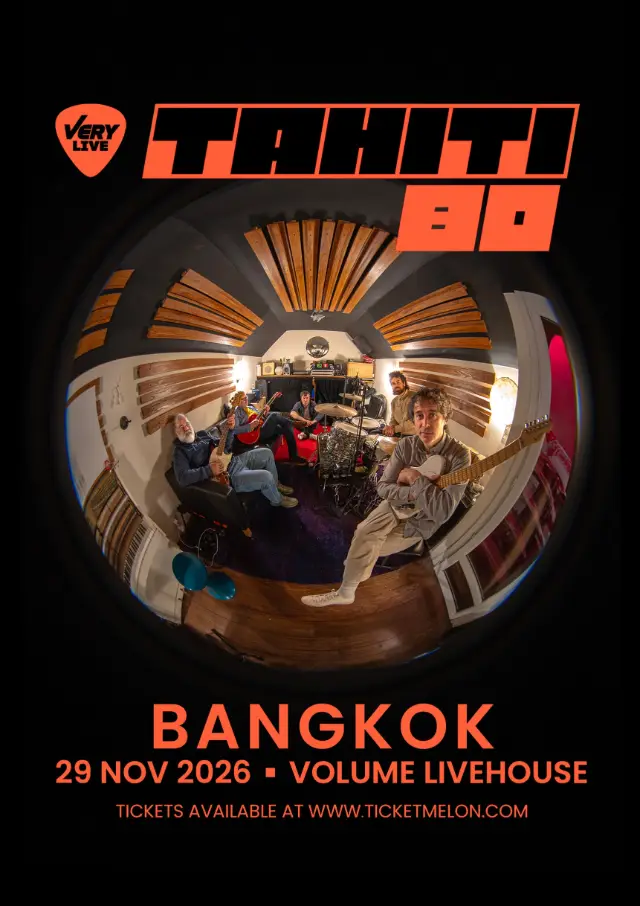 VERY
LIVE
TAHITI
80
BANGKOK
29 NOV 2026 ▪ VOLUME LIVEHOUSE
TICKETS AVAILABLE AT WWW.TICKETMELON.COM